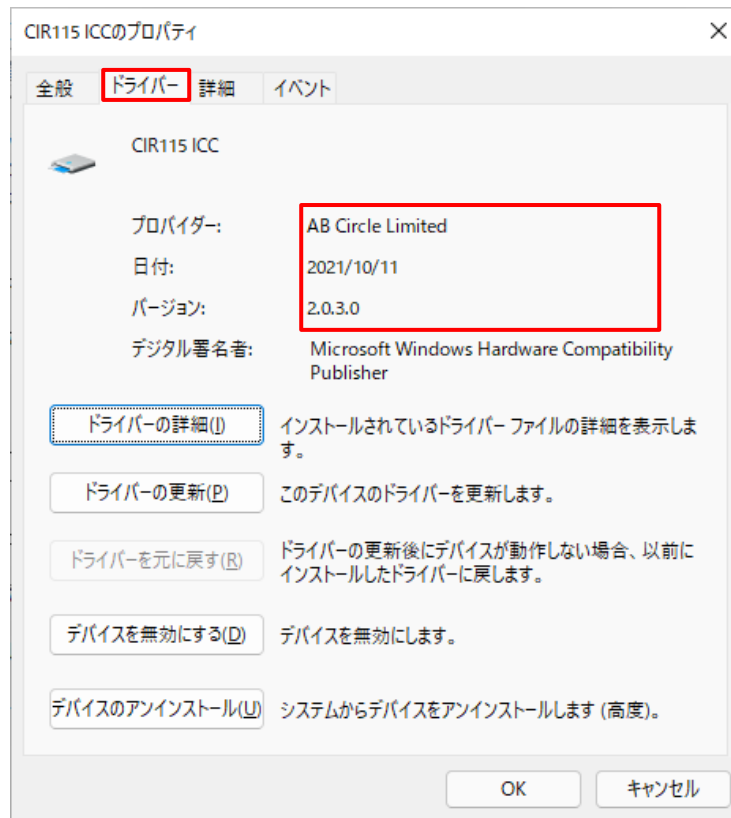 CIR115 ICCのプロパティ
全般 ドライバー 詳細 イベント
CIR115 ICC
プロバイダー: AB Circle Limited
日付: 2021/10/11
バージョン: 2.0.3.0
デジタル署名者: Microsoft Windows Hardware Compatibility
Publisher
ドライバーの詳細(I) インストールされているドライバー ファイルの詳細を表示しま
す。
ドライバーの更新(P) このデバイスのドライバーを更新します。
ドライバーを元に戻す(R) ドライバーの更新後にデバイスが動作しない場合、以前に
インストールしたドライバーに戻します。
デバイスを無効にする(D) デバイスを無効にします。
デバイスのアンインストール(U) システムからデバイスをアンインストールします (高度)。
OK キャンセル